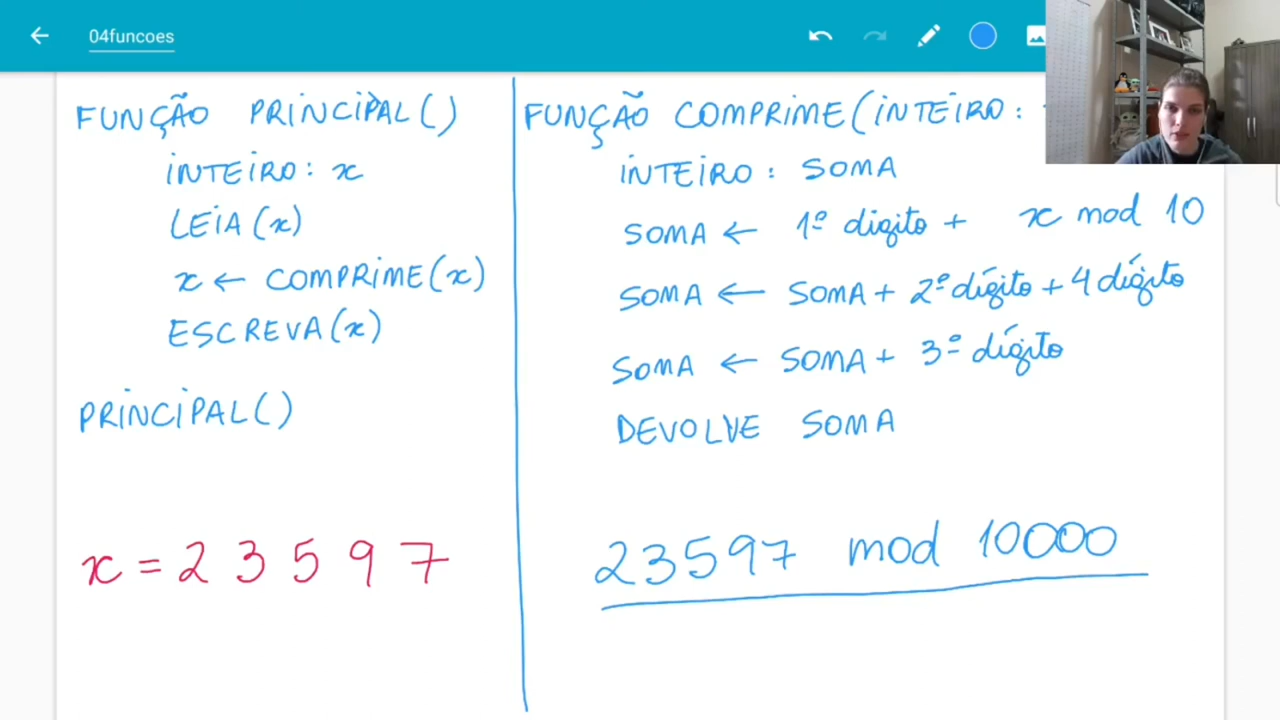 04funcoes
FUNÇÃO PRINCIPAL()
INTEIRO: x
LEIA(x)
x ← COMPRIME(x)
ESCREVA(x)
PRINCIPAL()
x = 2 3 5 9 7
FUNÇÃO COMPRIME(INTEIRO:
INTEIRO: SOMA
SOMA ← 1º digito + x mod 10
SOMA ← SOMA + 2º dígito + 4 dígito
SOMA ← SOMA + 3º dígito
DEVOLVE SOMA
23597 mod 10000